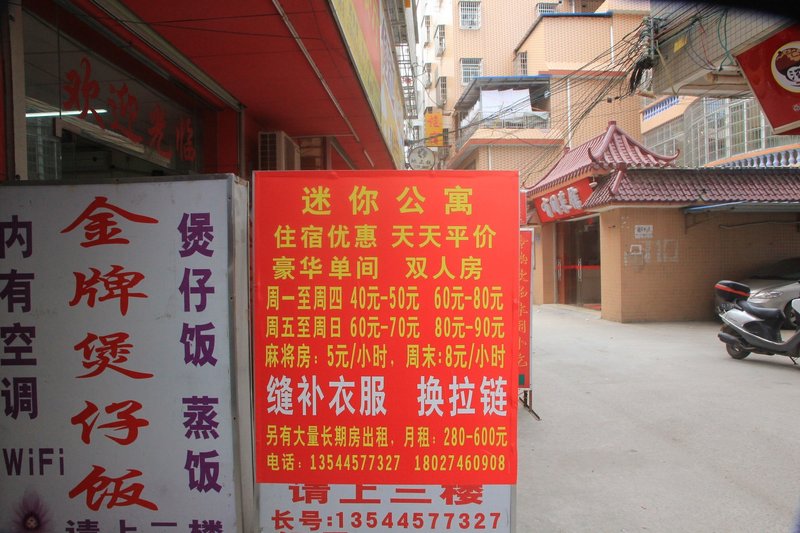 欢迎光临
内有空调
WiFi
金牌煲仔饭
煲仔饭 蒸饭
请上二楼
迷你公寓
住宿优惠 天天平价
豪华单间 双人房
周一至周四 40元-50元 60元-80元
周五至周日 60元-70元 80元-90元
麻将房：5元/小时，周末：8元/小时
缝补衣服 换拉链
另有大量长期房出租，月租：280-600元
电话：13544577327 18027460908
请上三楼
长号:13544577327